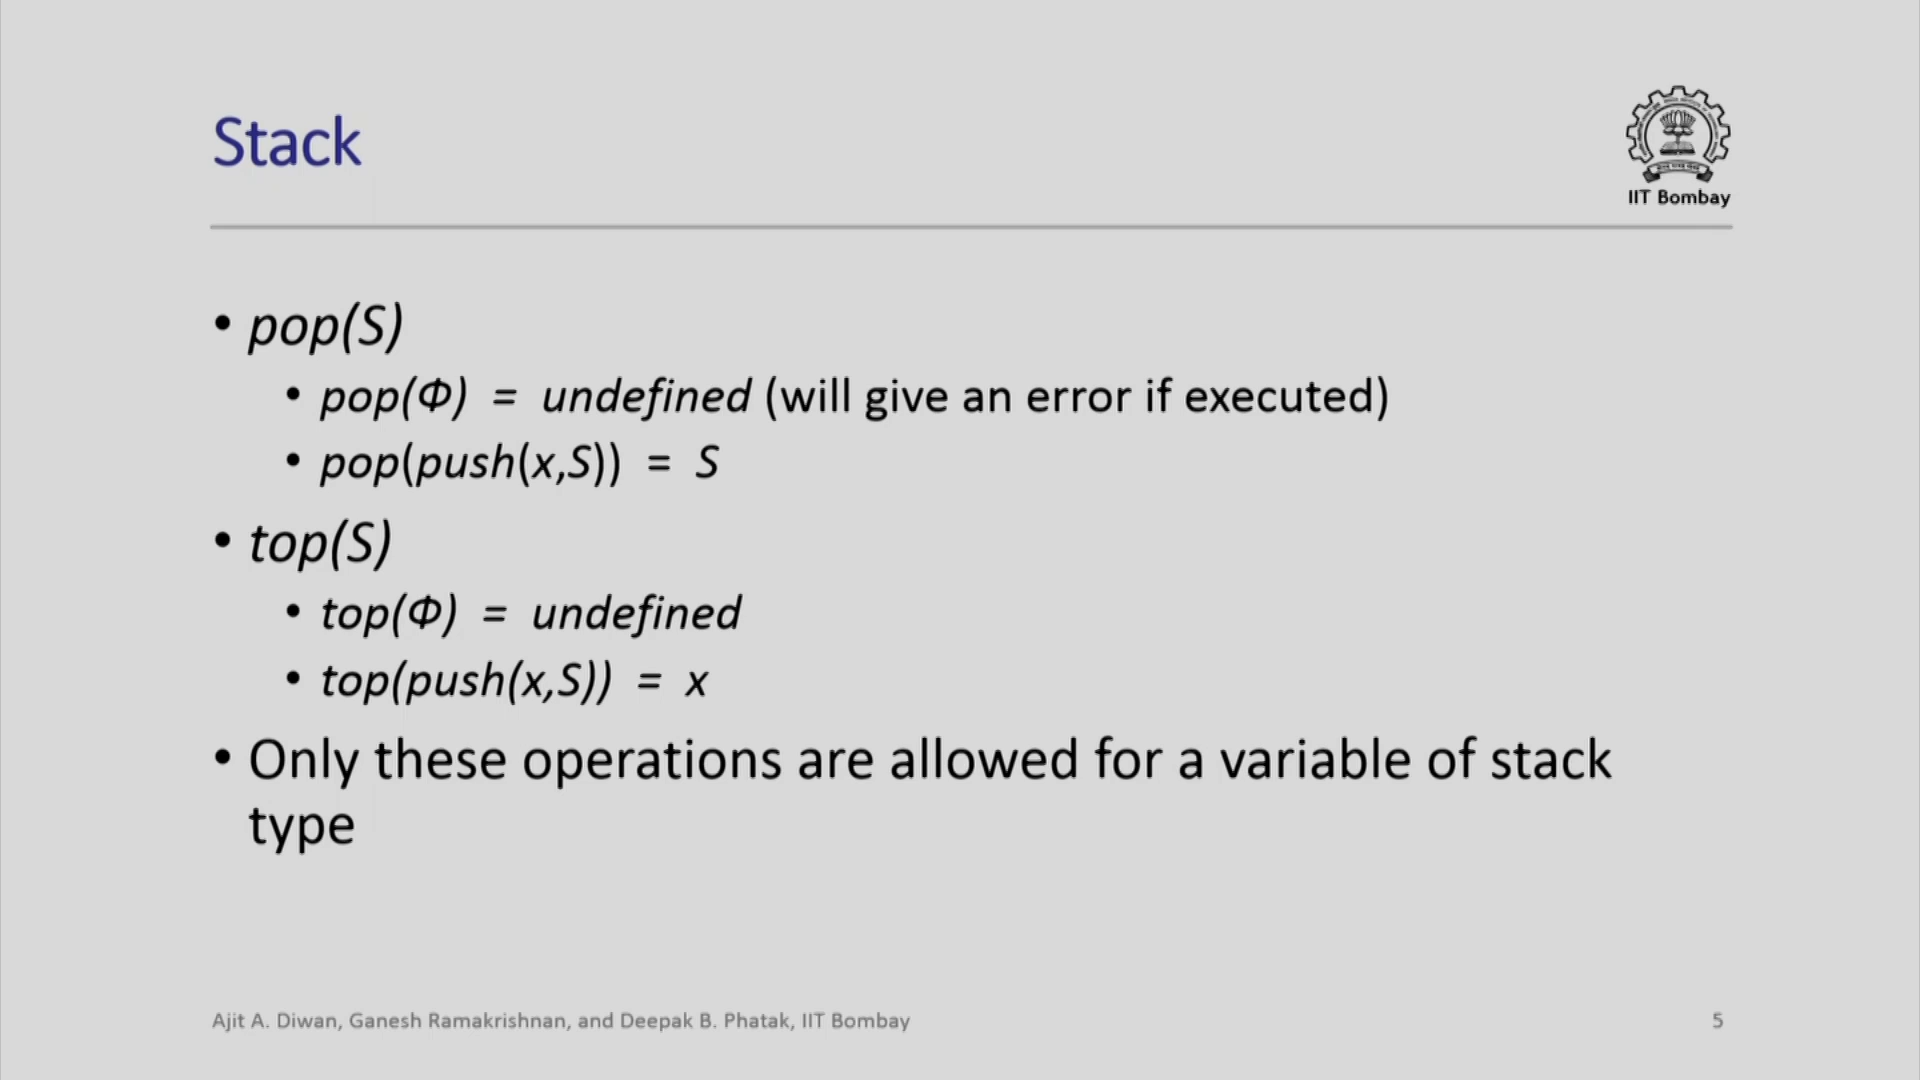 Stack
IIT Bombay
• pop(S)
• pop(Φ) = undefined (will give an error if executed)
• pop(push(x,S)) = S
• top(S)
• top(Φ) = undefined
• top(push(x,S)) = x
• Only these operations are allowed for a variable of stack
type
Ajit A. Diwan, Ganesh Ramakrishnan, and Deepak B. Phatak, IIT Bombay
5